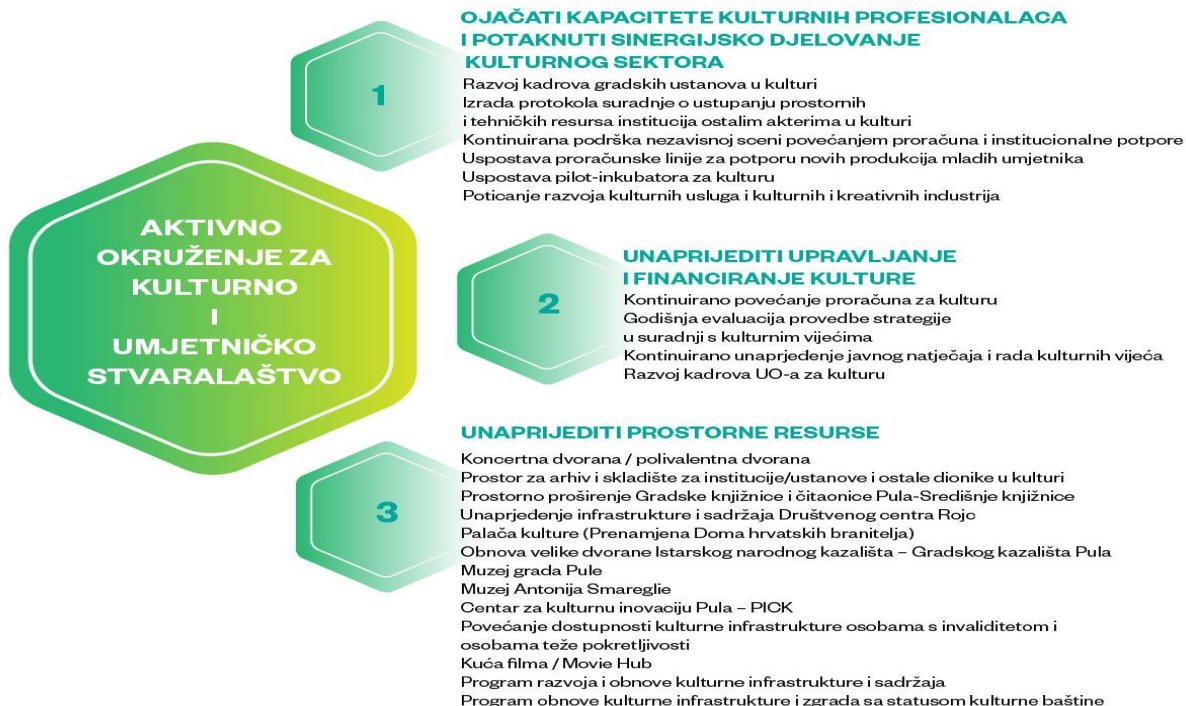 AKTIVNO
OKRUŽENJE ZA
KULTURNO
I
UMJETNIČKO
STVARALAŠTVO
1
OJAČATI KAPACITETE KULTURNIH PROFESIONALACA
I POTAKNUTI SINERGIJSKO DJELOVANJE
KULTURNOG SEKTORA
Razvoj kadrova gradskih ustanova u kulturi
Izrada protokola suradnje o ustupanju prostornih
i tehničkih resursa institucija ostalim akterima u kulturi
Kontinuirana podrška nezavisnoj sceni povećanjem proračuna i institucionalne potpore
Uspostava proračunske linije za potporu novih produkcija mladih umjetnika
Uspostava pilot-inkubatora za kulturu
Poticanje razvoja kulturnih usluga i kulturnih i kreativnih industrija
2
UNAPRIJEDITI UPRAVLJANJE
I FINANCIRANJE KULTURE
Kontinuirano povećanje proračuna za kulturu
Godišnja evaluacija provedbe strategije
u suradnji s kulturnim vijećima
Kontinuirano unaprjeđenje javnog natječaja i rada kulturnih vijeća
Razvoj kadrova UO-a za kulturu
3
UNAPRIJEDITI PROSTORNE RESURSE
Koncertna dvorana / polivalentna dvorana
Prostor za arhiv i skladište za institucije/ustanove i ostale dionike u kulturi
Prostorno proširenje Gradske knjižnice i čitaonice Pula-Središnje knjižnice
Unaprjeđenje infrastrukture i sadržaja Društvenog centra Rojc
Palača kulture (Prenamjena Doma hrvatskih branitelja)
Obnova velike dvorane Istarskog narodnog kazališta – Gradskog kazališta Pula
Muzej grada Pule
Muzej Antonija Smareglie
Centar za kulturnu inovaciju Pula – PICK
Povećanje dostupnosti kulturne infrastrukture osobama s invaliditetom i
osobama teže pokretljivosti
Kuća filma / Movie Hub
Program razvoja i obnove kulturne infrastrukture i sadržaja
Program obnove kulturne infrastrukture i zgrada sa statusom kulturne baštine